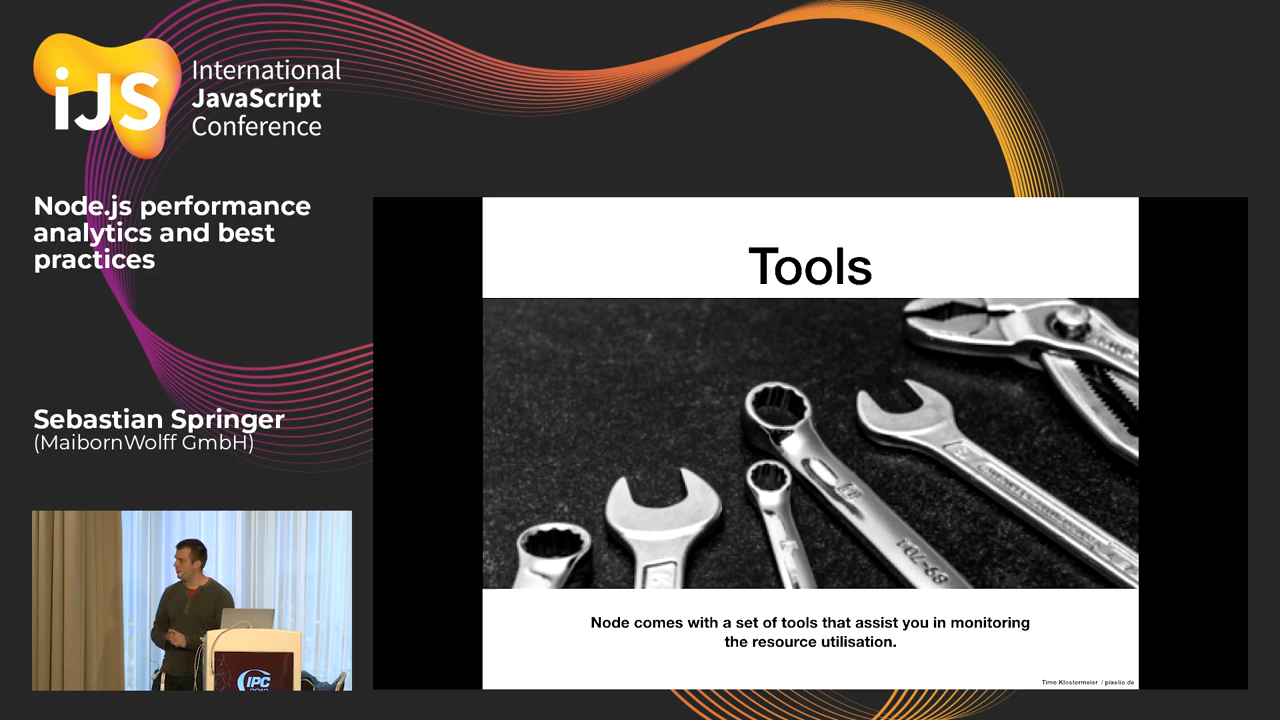 iJS
International
JavaScript
Conference
Node.js performance
analytics and best
practices
Sebastian Springer
(MaibornWolff GmbH)
IPC
Tools
Node comes with a set of tools that assist you in monitoring
the resource utilisation.
Timo Klostermeier / pixelio.de